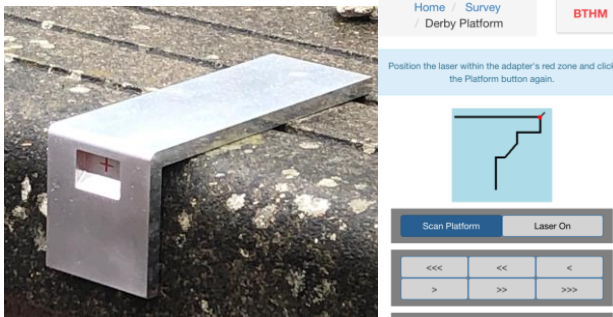 Home / Survey
/ Derby Platform
BTHM
Position the laser within the adapter's red zone and click
the Platform button again.
Scan Platform
Laser On
<<< << <
> >> >>>